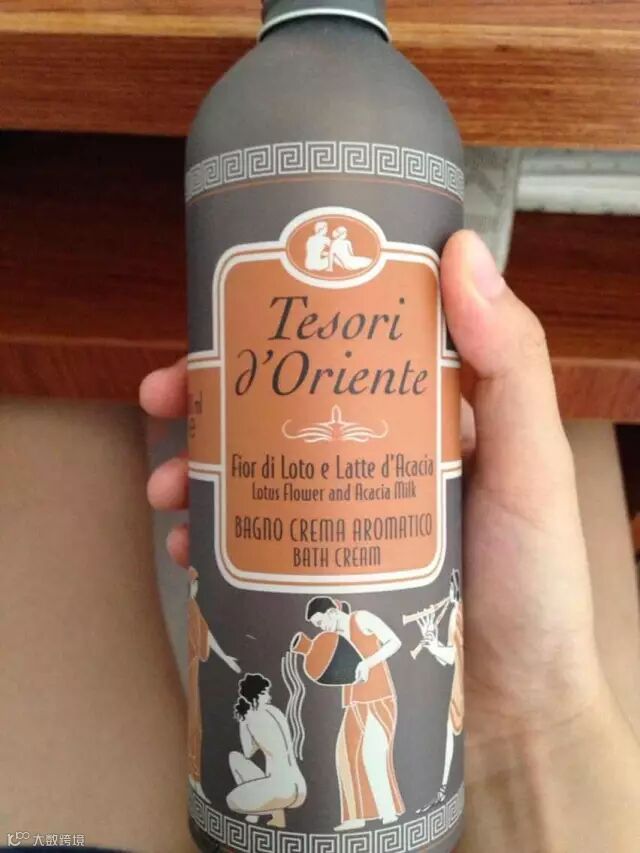 Tesori
d'Oriente
Fior di Loto e Latte d'Acacia
Lotus Flower and Acacia Milk
BAGNO CREMA AROMATICO
BATH CREAM
ml
e
大数跨境